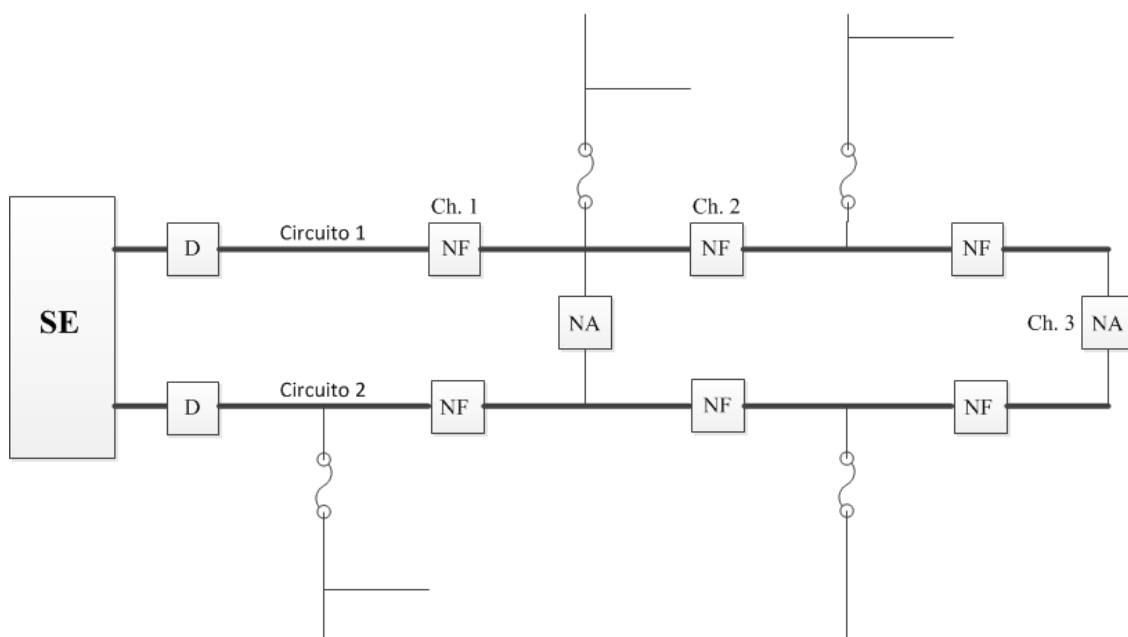 Ch. 1
Ch. 2
D
Circuito 1
NF
NF
NF
SE
NA
Ch. 3
NA
D
Circuito 2
NF
NF
NF